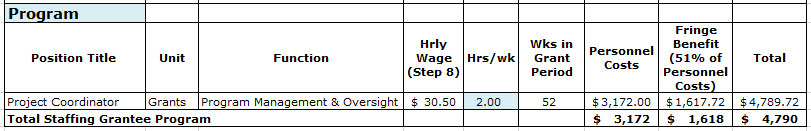 Program
Position Title Unit Function Hrly Wage (Step 8) Hrs/wk Wks in Grant Period Personnel Costs Fringe Benefit (51% of Personnel Costs) Total
Project Coordinator Grants Program Management & Oversight $ 30.50 2.00 52 $3,172.00 $1,617.72 $4,789.72
Total Staffing Grantee Program $ 3,172 $ 1,618 $ 4,790